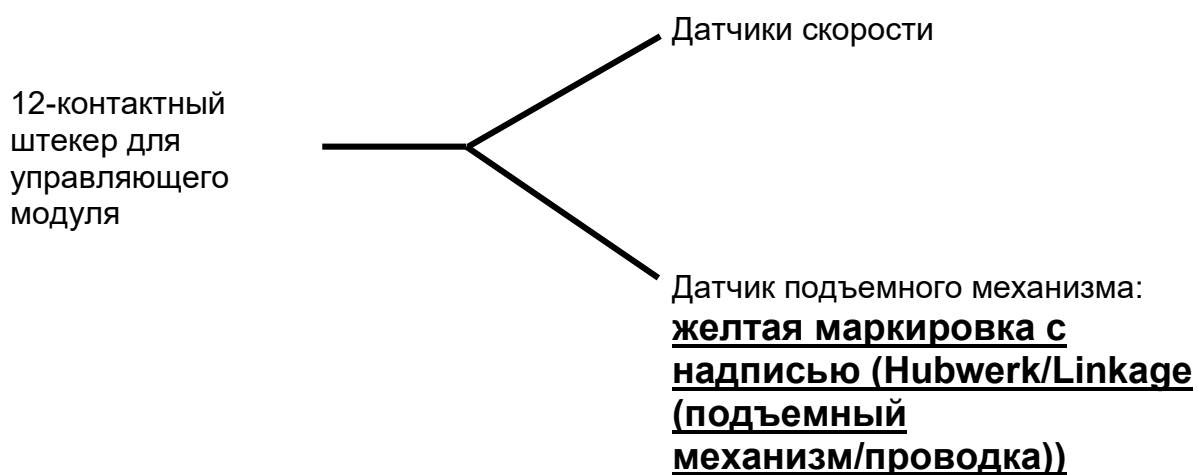 Датчики скорости
12-контактный
штекер для
управляющего
модуля
Датчик подъемного механизма:
желтая маркировка с
надписью (Hubwerk/Linkage
(подъемный
механизм/проводка))